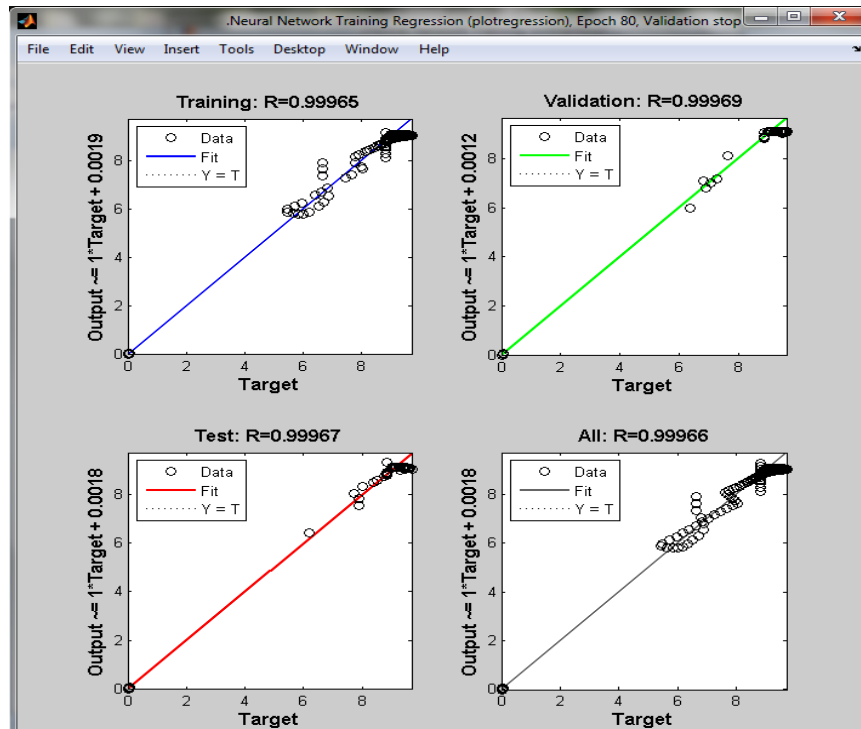 .Neural Network Training Regression (plotregression), Epoch 80, Validation stop
File Edit View Insert Tools Desktop Window Help
Training: R=0.99965
Output ~= 1*Target + 0.0019
Data
Fit
Y = T
8
6
4
2
0
0 2 4 6 8
Target
Validation: R=0.99969
Output ~= 1*Target + 0.0012
Data
Fit
Y = T
8
6
4
2
0
0 2 4 6 8
Target
Test: R=0.99967
Output ~= 1*Target + 0.0018
Data
Fit
Y = T
8
6
4
2
0
0 2 4 6 8
Target
All: R=0.99966
Output ~= 1*Target + 0.0018
Data
Fit
Y = T
8
6
4
2
0
0 2 4 6 8
Target